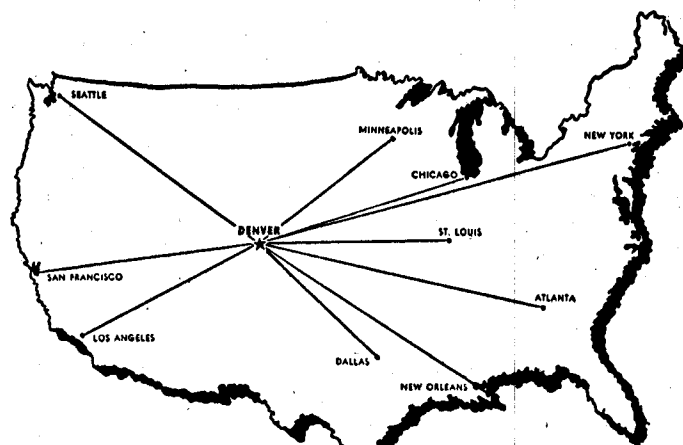 SEATTLE
MINNEAPOLIS
NEW YORK
CHICAGO
DENVER
ST. LOUIS
SAN FRANCISCO
ATLANTA
LOS ANGELES
DALLAS
NEW ORLEANS